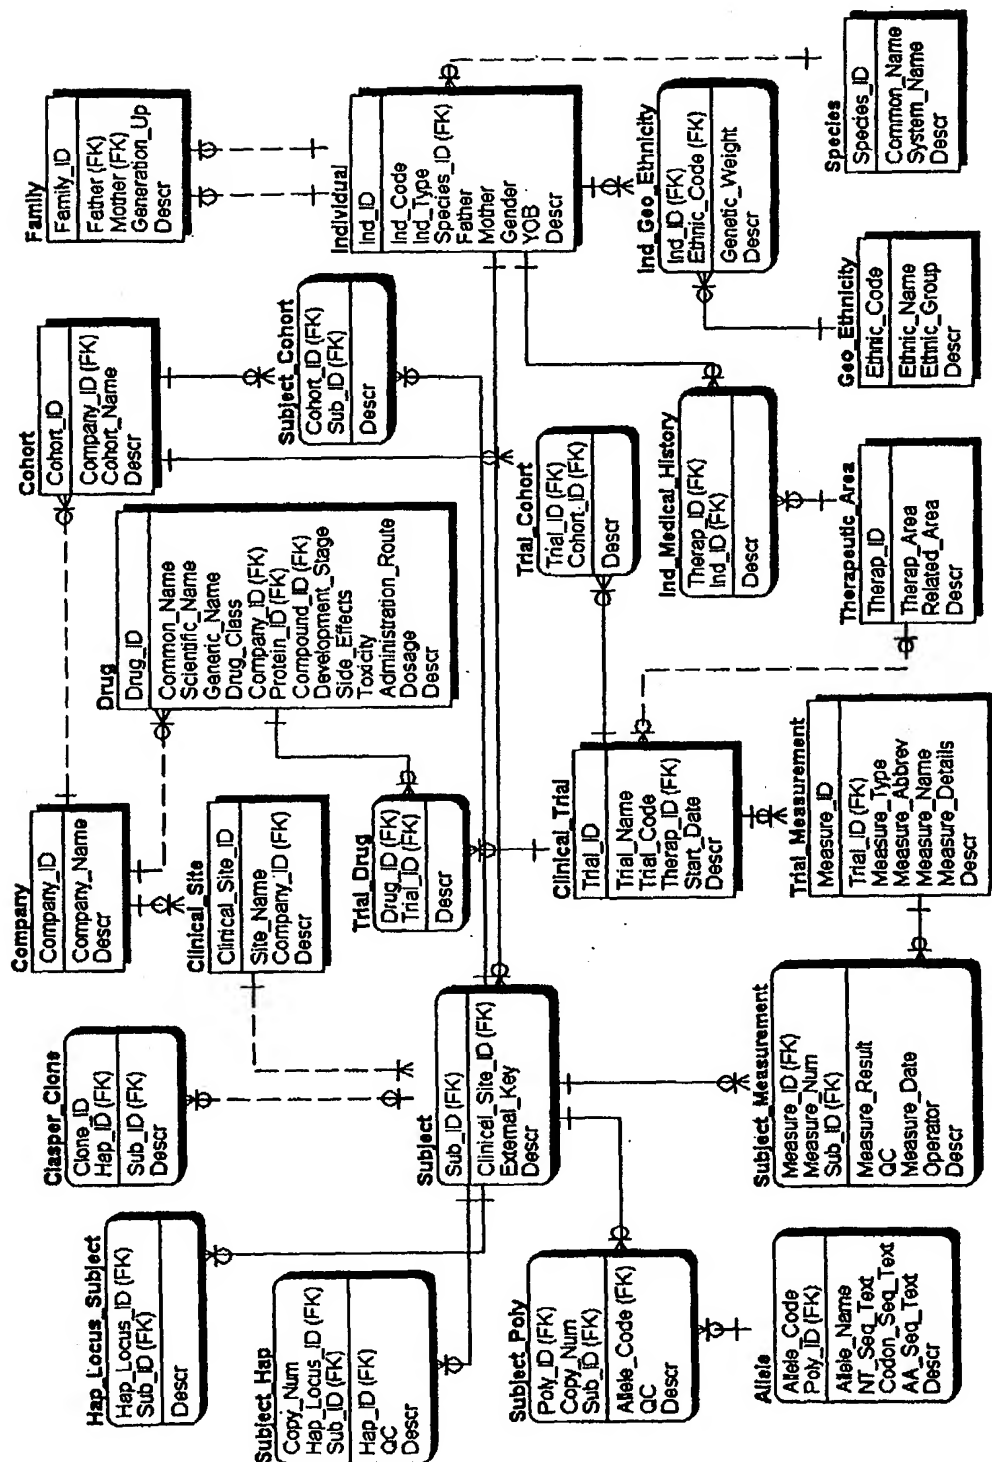 Family
Family_ID
Father (FK)
Mother (FK)
Generation_Up
Descr
Individual
Ind_ID
Ind_Code
Ind_Type
Species_ID (FK)
Father
Mother
Gender
YOB
Descr
Ind_Geo_Ethnicity
Ind_ID (FK)
Ethnic_Code (FK)
Genetic_Weight
Descr
Species
Species_ID
Common_Name
System_Name
Descr
Cohort
Cohort_ID
Company_ID (FK)
Cohort_Name
Descr
Subject_Cohort
Cohort_ID (FK)
Sub_ID (FK)
Descr
Geo_Ethnicity
Ethnic_Code
Ethnic_Name
Ethnic_Group
Descr
Drug
Drug_ID
Common_Name
Scientific_Name
Generic_Name
Drug_Class
Company_ID (FK)
Protein_ID (FK)
Compound_ID (FK)
Development_Stage
Side_Effects
Toxicity
Administration_Route
Dosage
Descr
Trial_Cohort
Trial_ID (FK)
Cohort_ID (FK)
Descr
Ind_Medical_History
Therap_ID (FK)
Ind_ID (FK)
Descr
Therapeutic_Area
Therap_ID
Therap_Area
Related_Area
Descr
Company
Company_ID
Company_Name
Descr
Clinical_Site
Clinical_Site_ID
Site_Name
Company_ID (FK)
Descr
Trial_Drug
Drug_ID (FK)
Trial_ID (FK)
Descr
Clinical_Trial
Trial_ID
Trial_Name
Trial_Code
Therap_ID (FK)
Start_Date
Descr
Trial_Measurement
Measure_ID
Trial_ID (FK)
Measure_Type
Measure_Abbrev
Measure_Name
Measure_Details
Descr
Clasper_Clone
Clone_ID
Hap_ID (FK)
Sub_ID (FK)
Descr
Subject
Sub_ID (FK)
Clinical_Site_ID (FK)
External_Key
Descr
Subject_Measurement
Measure_ID (FK)
Measure_Num
Sub_ID (FK)
Measure_Result
QC
Measure_Date
Operator
Descr
Hap_Locus_Subject
Hap_Locus_ID (FK)
Sub_ID (FK)
Descr
Subject_Hap
Copy_Num
Hap_Locus_ID (FK)
Sub_ID (FK)
Hap_ID (FK)
QC
Descr
Subject_Poly
Poly_ID (FK)
Copy_Num
Sub_ID (FK)
Allele_Code (FK)
QC
Descr
Allele
Allele_Code
Poly_ID (FK)
Allele_Name
NT_Seq_Text
Codon_Seq_Text
AA_Seq_Text
Descr